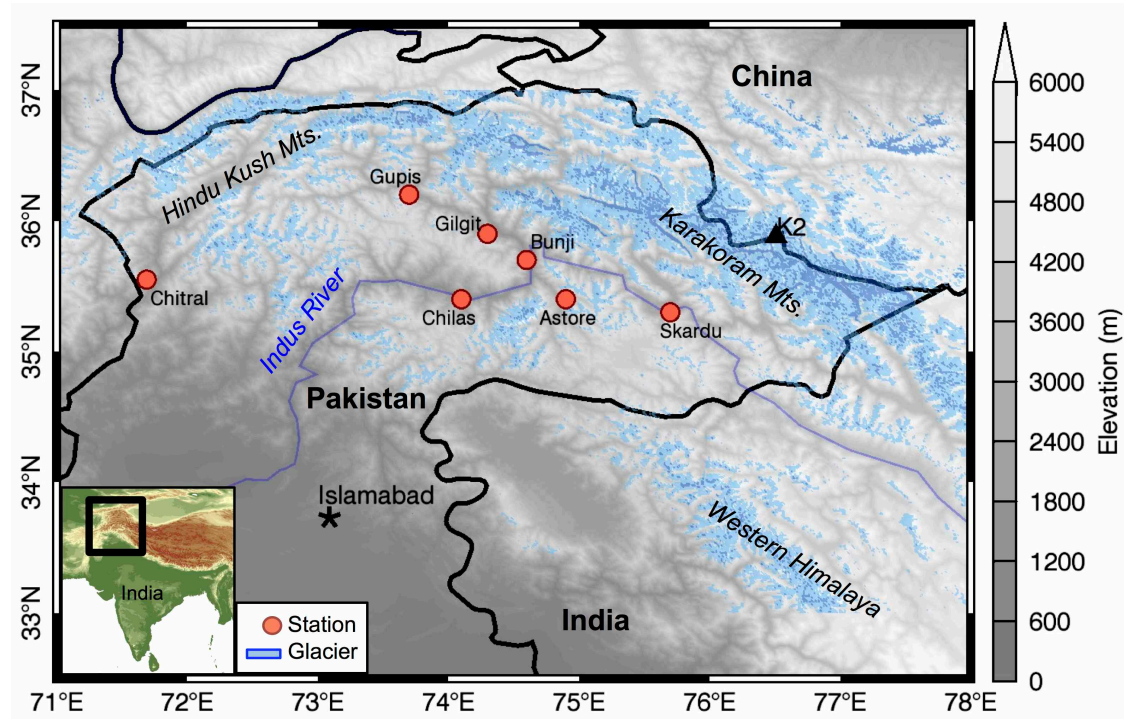 China
37°N
36°N
35°N
34°N
33°N
Hindu Kush Mts.
Gupis
Gilgit
Bunji
K2
Karakoram Mts.
Chitral
Indus River
Chilas
Astore
Skardu
Pakistan
Islamabad
Western Himalaya
India
India
Station
Glacier
71°E
72°E
73°E
74°E
75°E
76°E
77°E
78°E
6000
5400
4800
4200
3600
3000
2400
1800
1200
600
0
Elevation (m)